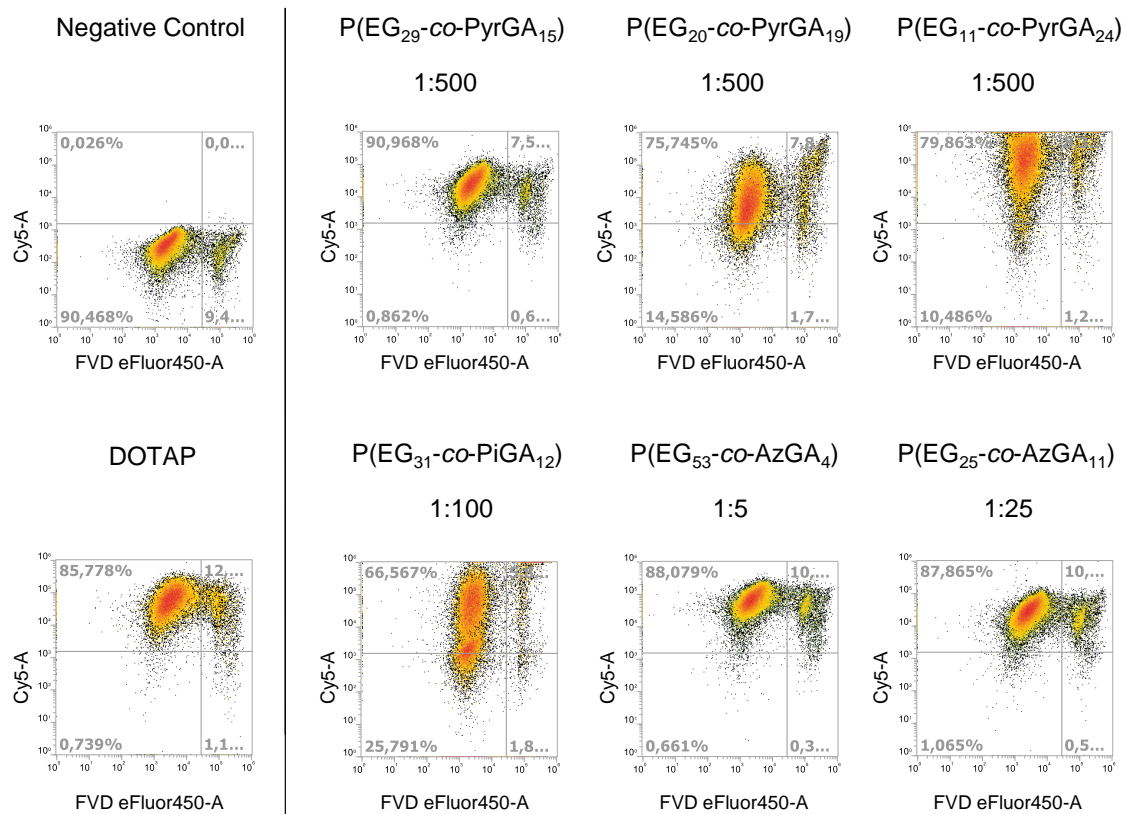 Negative Control
P(EG29-co-PyrGA15)
P(EG20-co-PyrGA19)
P(EG11-co-PyrGA24)
1:500
1:500
1:500
0,026%
0,0...
90,468%
9,4...
Cy5-A
FVD eFluor450-A
90,968%
7,5...
0,862%
0,6...
Cy5-A
FVD eFluor450-A
75,745%
7,8...
14,586%
1,7...
Cy5-A
FVD eFluor450-A
79,863%
10,486%
1,2...
Cy5-A
FVD eFluor450-A
DOTAP
P(EG31-co-PiGA12)
P(EG53-co-AzGA4)
P(EG25-co-AzGA11)
1:100
1:5
1:25
85,778%
12,...
0,739%
1,1...
Cy5-A
FVD eFluor450-A
66,567%
25,791%
1,8...
Cy5-A
FVD eFluor450-A
88,079%
10,...
0,661%
0,3...
Cy5-A
FVD eFluor450-A
87,865%
10,...
1,065%
0,5...
Cy5-A
FVD eFluor450-A